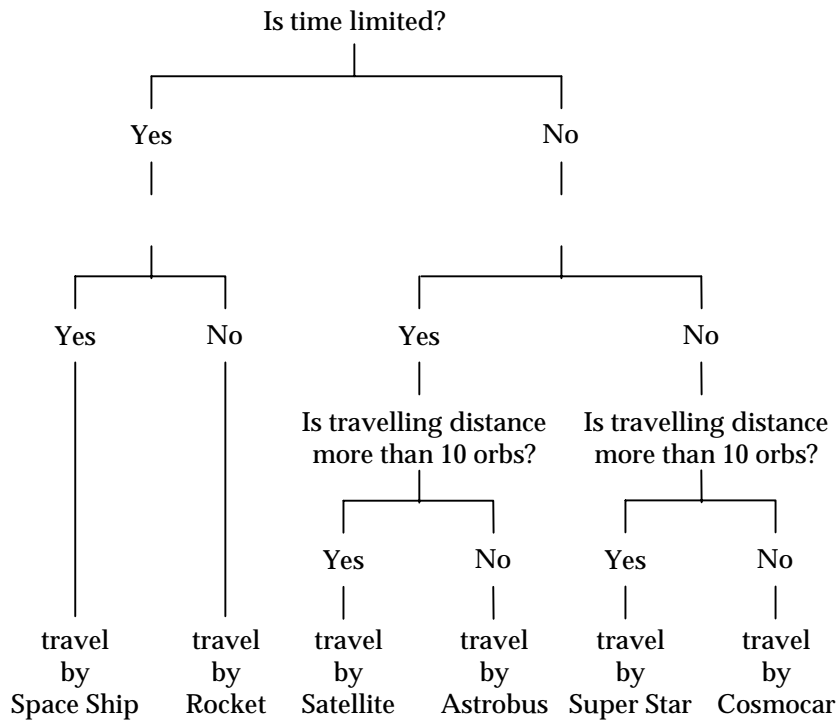 Is time limited?
Yes
No
Yes
No
Yes
No
Is travelling distance
more than 10 orbs?
Is travelling distance
more than 10 orbs?
Yes
No
Yes
No
travel
by
Space Ship
travel
by
Rocket
travel
by
Satellite
travel
by
Astrobus
travel
by
Super Star
travel
by
Cosmocar